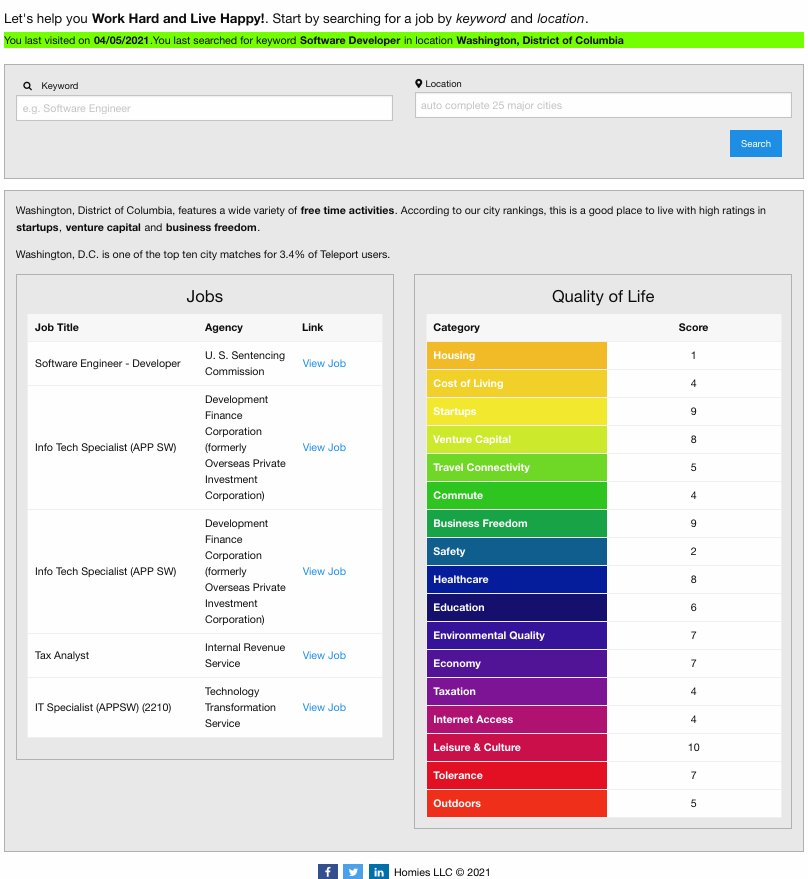 Let's help you Work Hard and Live Happy!. Start by searching for a job by keyword and location.
You last visited on 04/05/2021.You last searched for keyword Software Developer in location Washington, District of Columbia
Keyword
Location
e.g. Software Engineer
auto complete 25 major cities
Search
Washington, District of Columbia, features a wide variety of free time activities. According to our city rankings, this is a good place to live with high ratings in
startups, venture capital and business freedom.
Washington, D.C. is one of the top ten city matches for 3.4% of Teleport users.
Jobs
Job Title Agency Link
Software Engineer - Developer
U. S. Sentencing
Commission
View Job
Info Tech Specialist (APP SW)
Development
Finance
Corporation
(formerly
Overseas Private
Investment
Corporation)
View Job
Info Tech Specialist (APP SW)
Development
Finance
Corporation
(formerly
Overseas Private
Investment
Corporation)
View Job
Tax Analyst
Internal Revenue
Service
View Job
IT Specialist (APPSW) (2210)
Technology
Transformation
Service
View Job
Quality of Life
Category Score
Housing 1
Cost of Living 4
Startups 9
Venture Capital 8
Travel Connectivity 5
Commute 4
Business Freedom 9
Safety 2
Healthcare 8
Education 6
Environmental Quality 7
Economy 7
Taxation 4
Internet Access 4
Leisure & Culture 10
Tolerance 7
Outdoors 5
Homies LLC © 2021